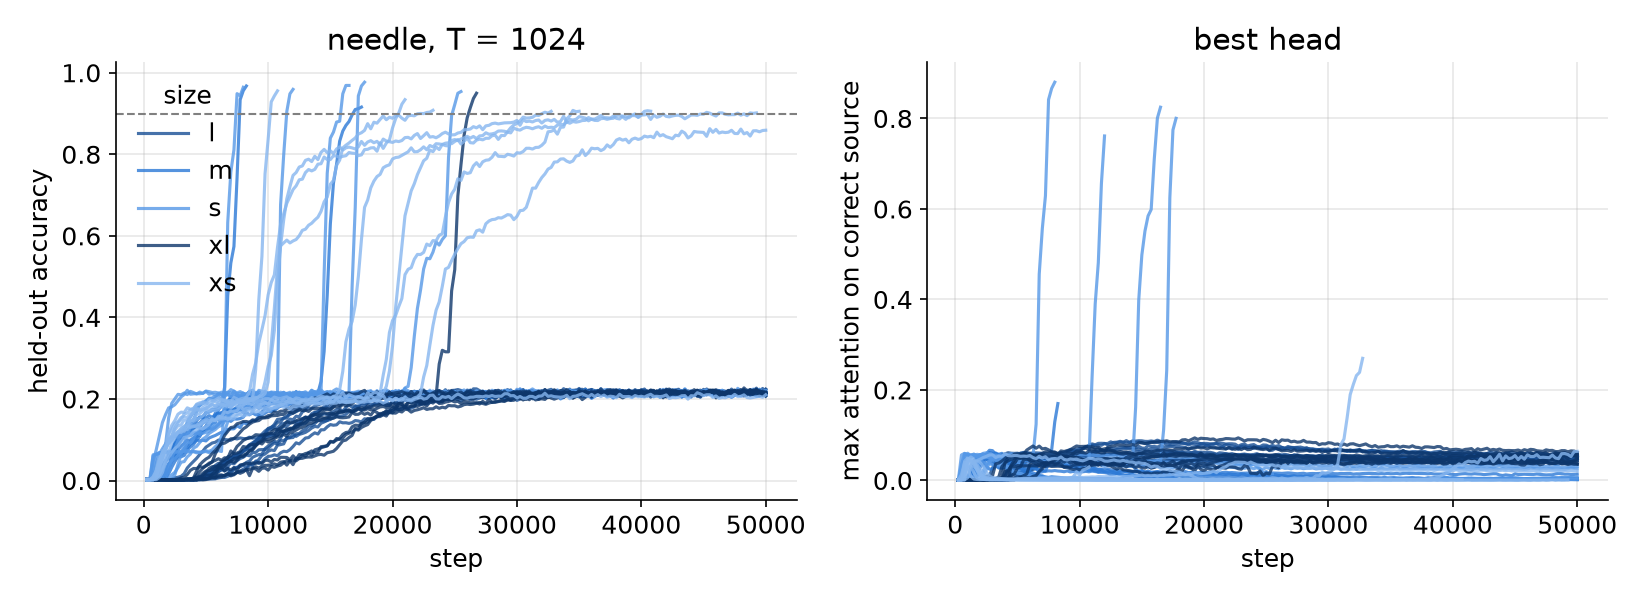 needle, T = 1024
held-out accuracy
1.0
0.8
0.6
0.4
0.2
0.0
size
l
m
s
xl
xs
0 10000 20000 30000 40000 50000
step
best head
max attention on correct source
0.8
0.6
0.4
0.2
0.0
0 10000 20000 30000 40000 50000
step